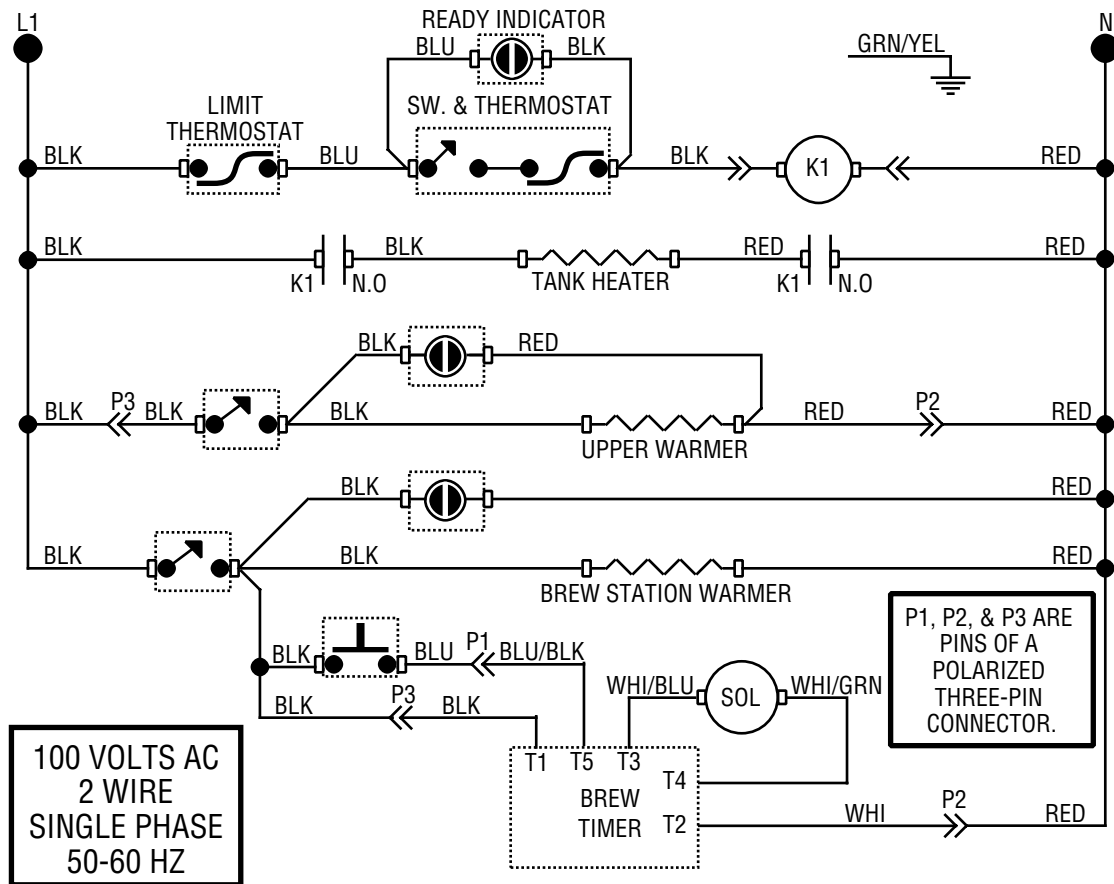 L1
READY INDICATOR
N
BLU
BLK
GRN/YEL
LIMIT
THERMOSTAT
SW. & THERMOSTAT
BLK
BLU
BLK
K1
RED
BLK
BLK
RED
RED
K1
N.O
TANK HEATER
K1
N.O
BLK
RED
BLK
P3
BLK
BLK
RED
P2
RED
UPPER WARMER
BLK
RED
BLK
BLK
RED
BREW STATION WARMER
P1, P2, & P3 ARE
PINS OF A
POLARIZED
THREE-PIN
CONNECTOR.
BLK
BLU
P1
BLU/BLK
WHI/BLU
SOL
WHI/GRN
BLK
P3
BLK
100 VOLTS AC
2 WIRE
SINGLE PHASE
50-60 HZ
T1
T5
T3
T4
BREW
TIMER
T2
WHI
P2
RED